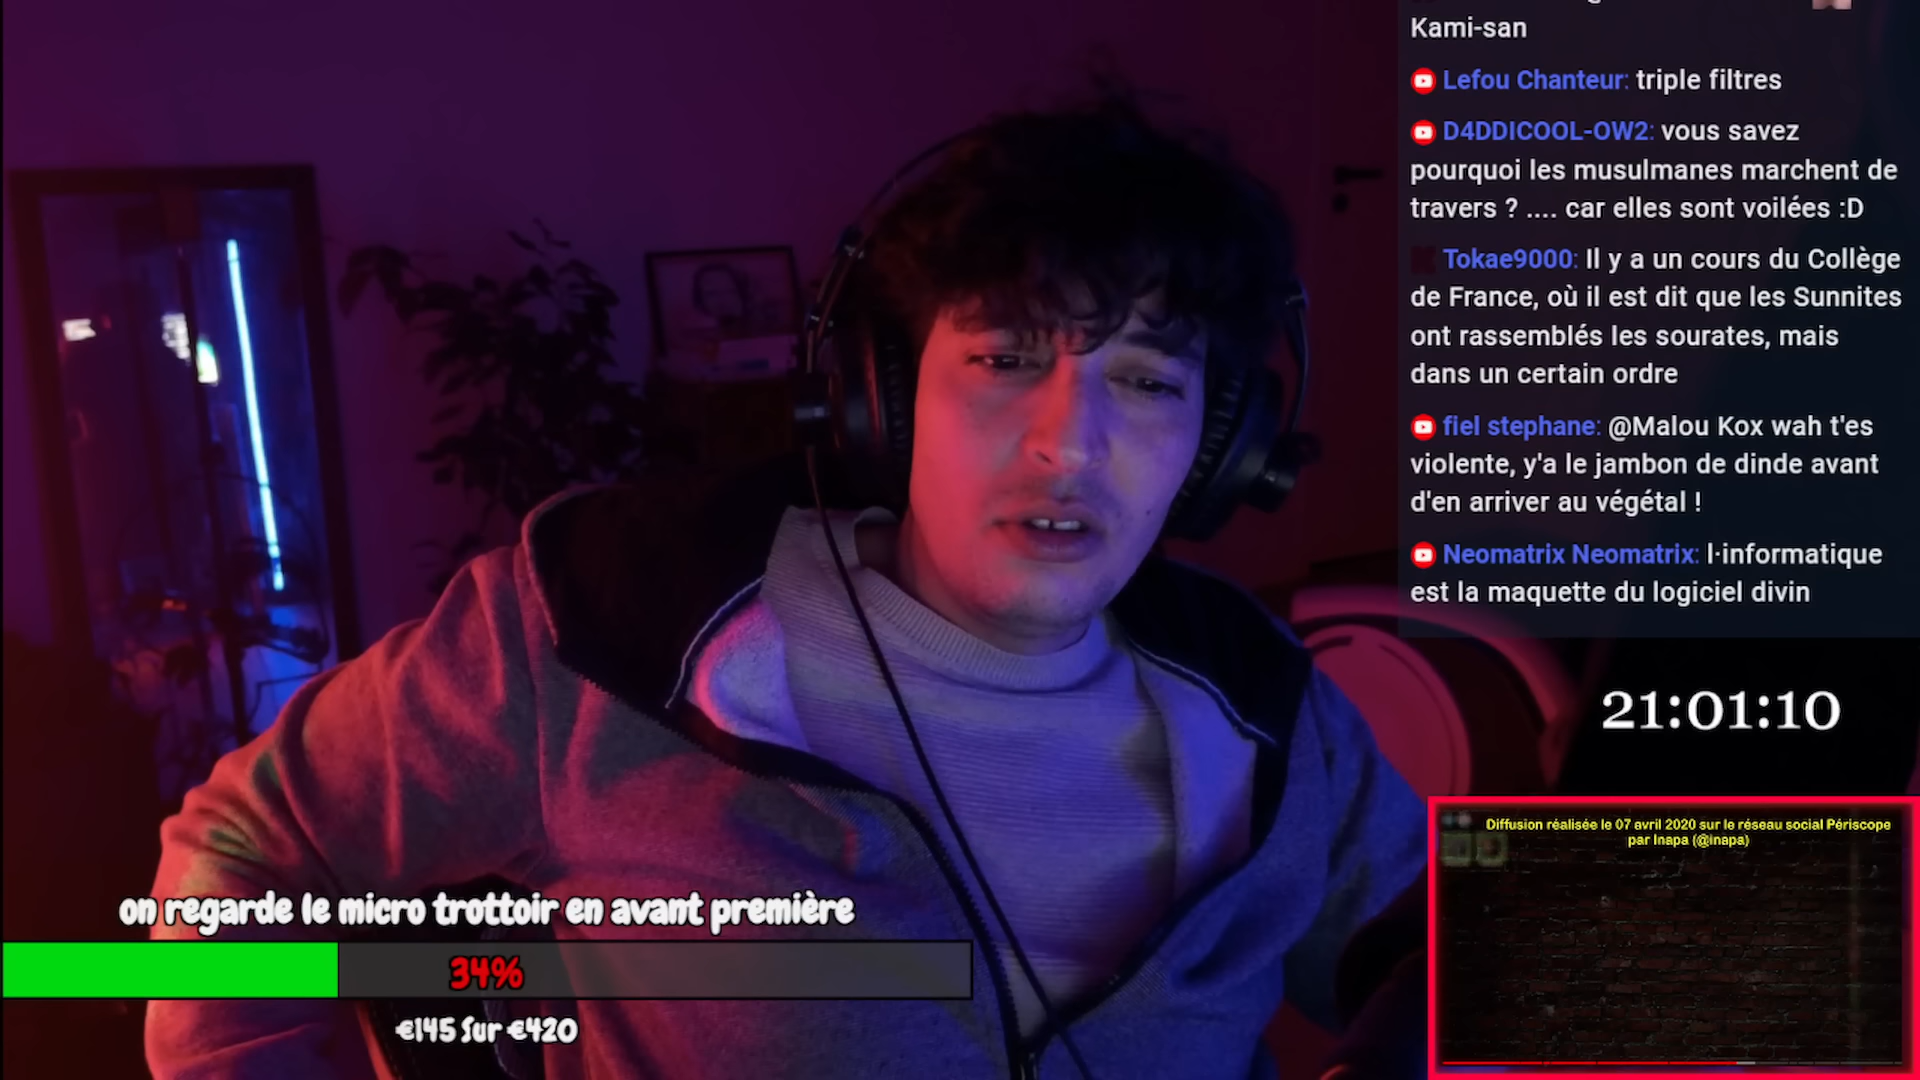 Kami-san
Lefou Chanteur: triple filtres
D4DDICOOL-OW2: vous savez
pourquoi les musulmanes marchent de
travers ? .... car elles sont voilées :D
Tokae9000: Il y a un cours du Collège
de France, où il est dit que les Sunnites
ont rassemblés les sourates, mais
dans un certain ordre
fiel stephane: @Malou Kox wah t'es
violente, y'a le jambon de dinde avant
d'en arriver au végétal !
Neomatrix Neomatrix: l·informatique
est la maquette du logiciel divin
21:01:10
Diffusion réalisée le 07 avril 2020 sur le réseau social Périscope
par Inapa (@inapa)
on regarde le micro trottoir en avant première
34%
€145 Sur €420